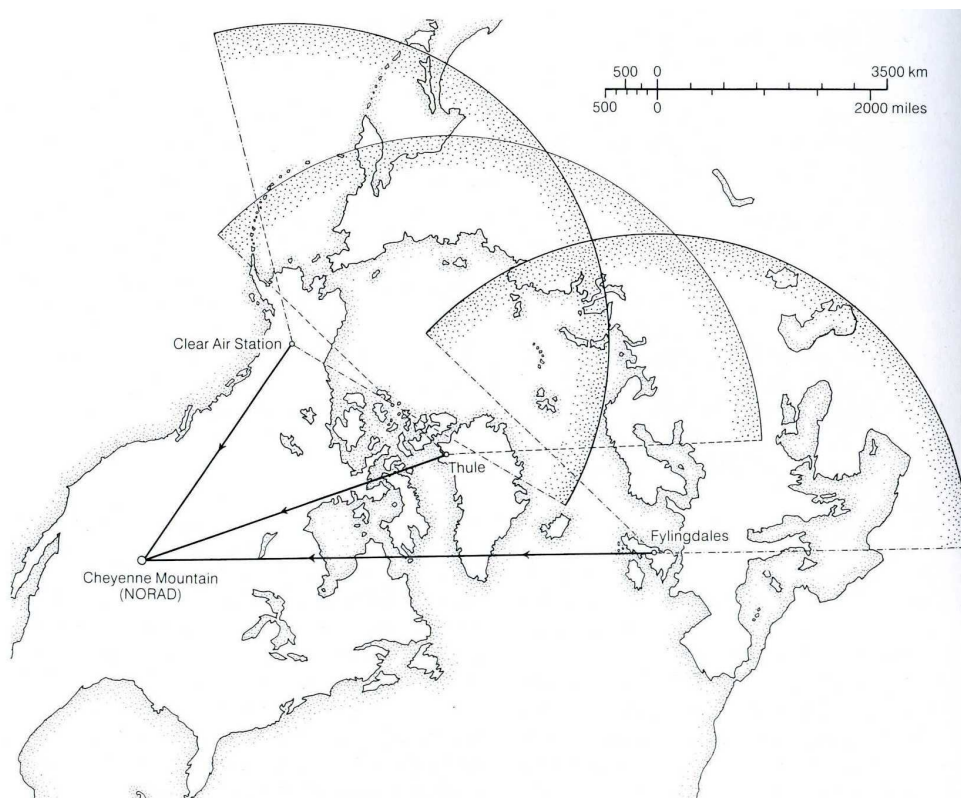 500 0 3500 km
500 0 2000 miles
Clear Air Station
Thule
Fylingdales
Cheyenne Mountain
(NORAD)